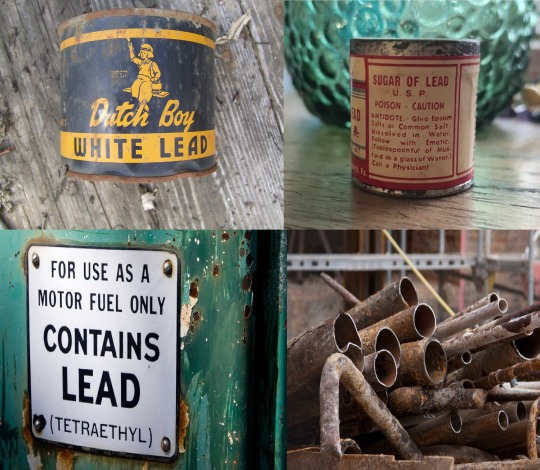 Dutch Boy
WHITE LEAD
SUGAR OF LEAD
U. S. P.
POISON - CAUTION
ANTIDOTE.- Give Epsom
Salts or Common Salt,
dissolved in Water.
Follow with Emetic.
(Tablespoonful of Mus-
tard in a glass of Water.)
Call a Physician!
FOR USE AS A
MOTOR FUEL ONLY
CONTAINS
LEAD
(TETRAETHYL)